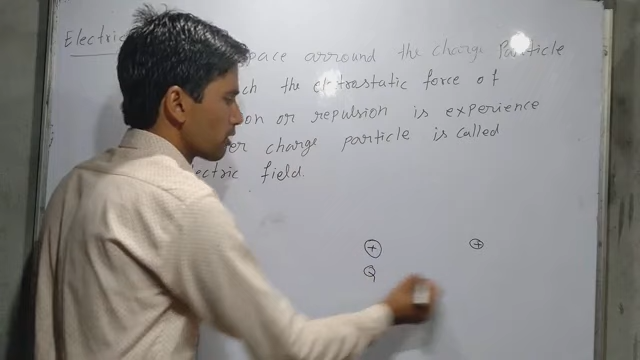 Electric pace arround the charge Particle
ch the electrostatic force of
on or repulsion is experience
er charge particle is called
lectric field.
+ +
Q